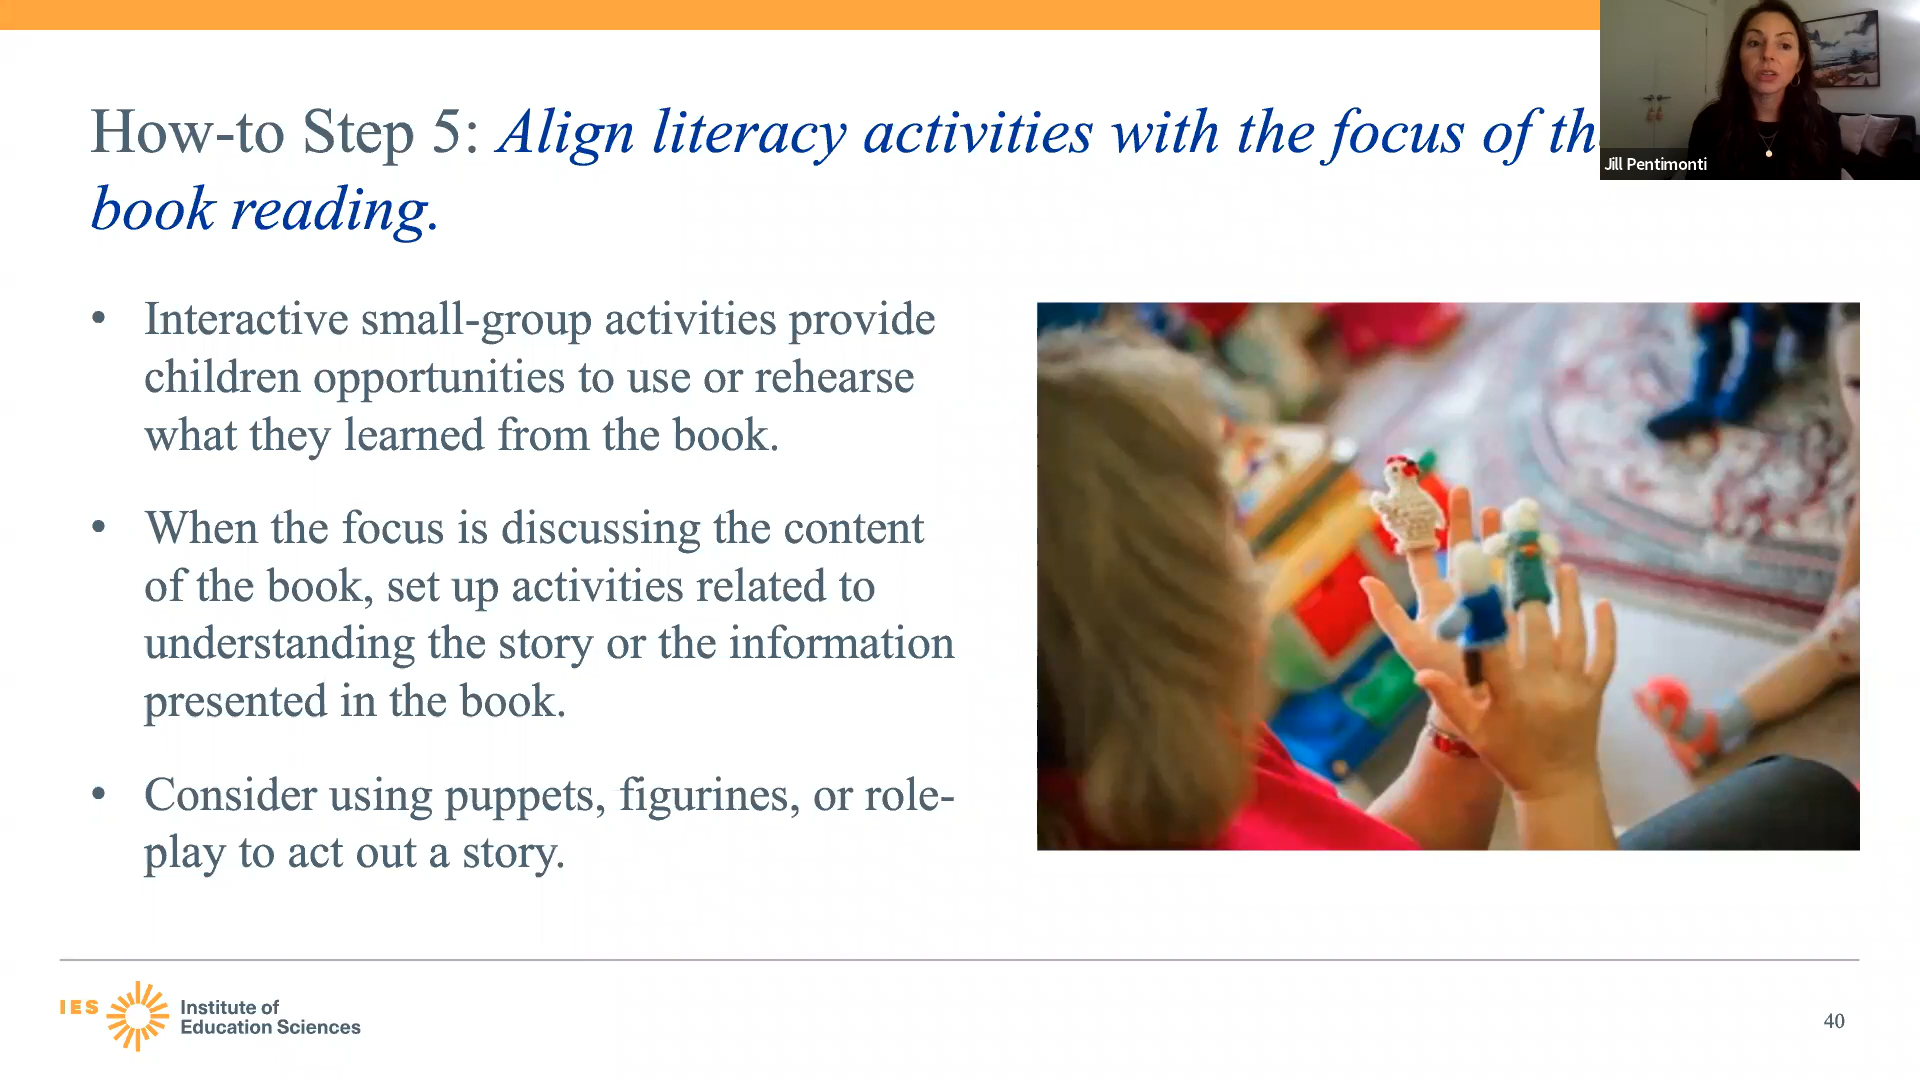 How-to Step 5: Align literacy activities with the focus of
book reading.
• Interactive small-group activities provide
children opportunities to use or rehearse
what they learned from the book.
• When the focus is discussing the content
of the book, set up activities related to
understanding the story or the information
presented in the book.
• Consider using puppets, figurines, or role-
play to act out a story.
Jill Pentimonti
IES
Institute of
Education Sciences
40